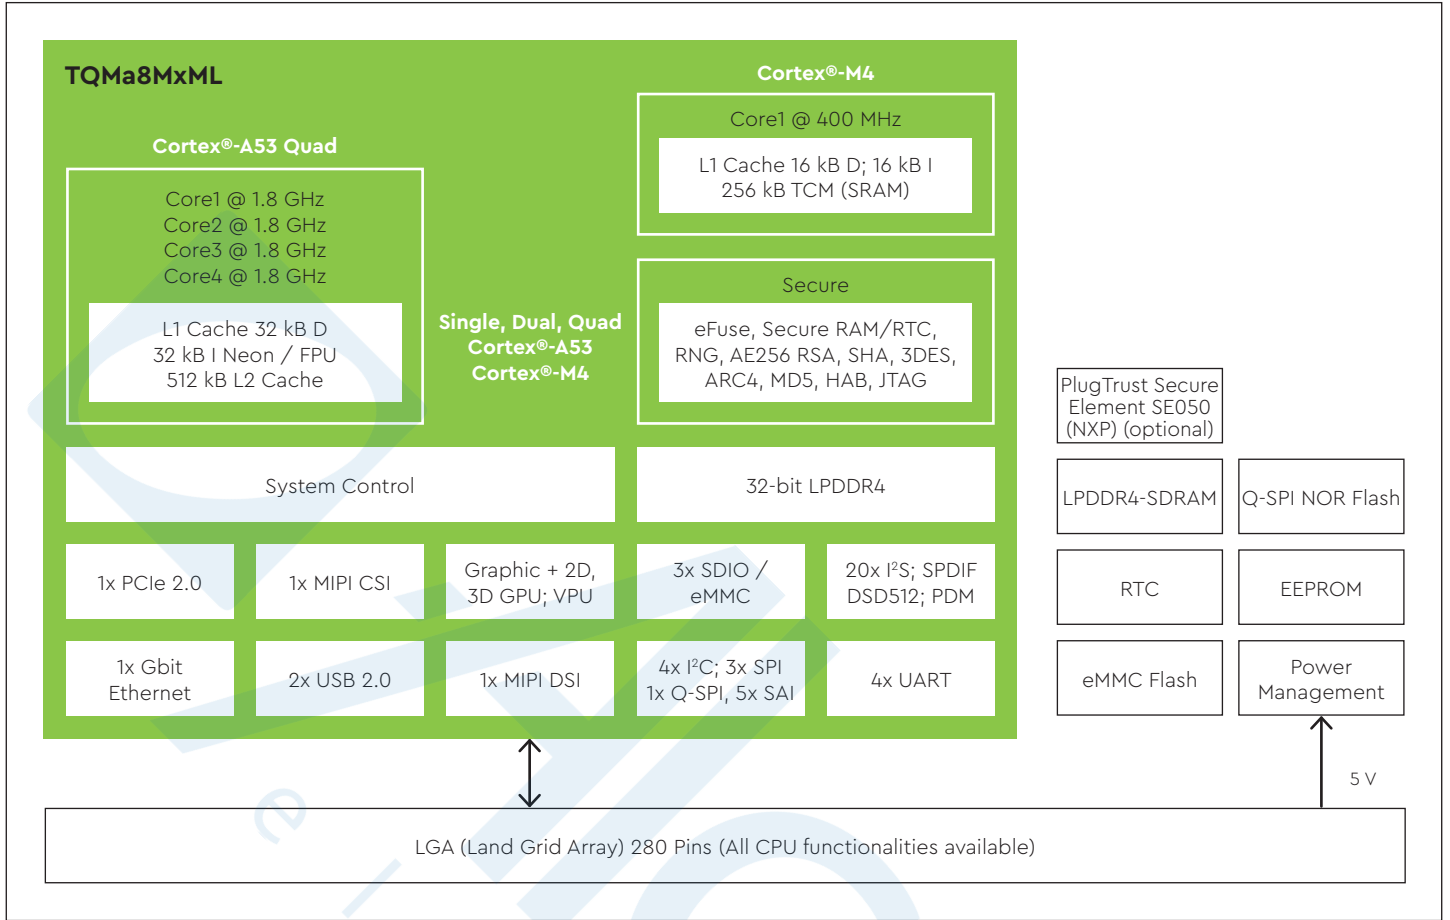 TQMa8MxML
Cortex®-A53 Quad
Core1 @ 1.8 GHz
Core2 @ 1.8 GHz
Core3 @ 1.8 GHz
Core4 @ 1.8 GHz
L1 Cache 32 kB D
32 kB I Neon / FPU
512 kB L2 Cache
Single, Dual, Quad
Cortex®-A53
Cortex®-M4
Cortex®-M4
Core1 @ 400 MHz
L1 Cache 16 kB D; 16 kB I
256 kB TCM (SRAM)
Secure
eFuse, Secure RAM/RTC,
RNG, AE256 RSA, SHA, 3DES,
ARC4, MD5, HAB, JTAG
System Control
32-bit LPDDR4
1x PCIe 2.0
1x MIPI CSI
Graphic + 2D,
3D GPU; VPU
3x SDIO /
eMMC
20x I²S; SPDIF
DSD512; PDM
1x Gbit
Ethernet
2x USB 2.0
1x MIPI DSI
4x I²C; 3x SPI
1x Q-SPI, 5x SAI
4x UART
PlugTrust Secure
Element SE050
(NXP) (optional)
LPDDR4-SDRAM
Q-SPI NOR Flash
RTC
EEPROM
eMMC Flash
Power
Management
5 V
LGA (Land Grid Array) 280 Pins (All CPU functionalities available)